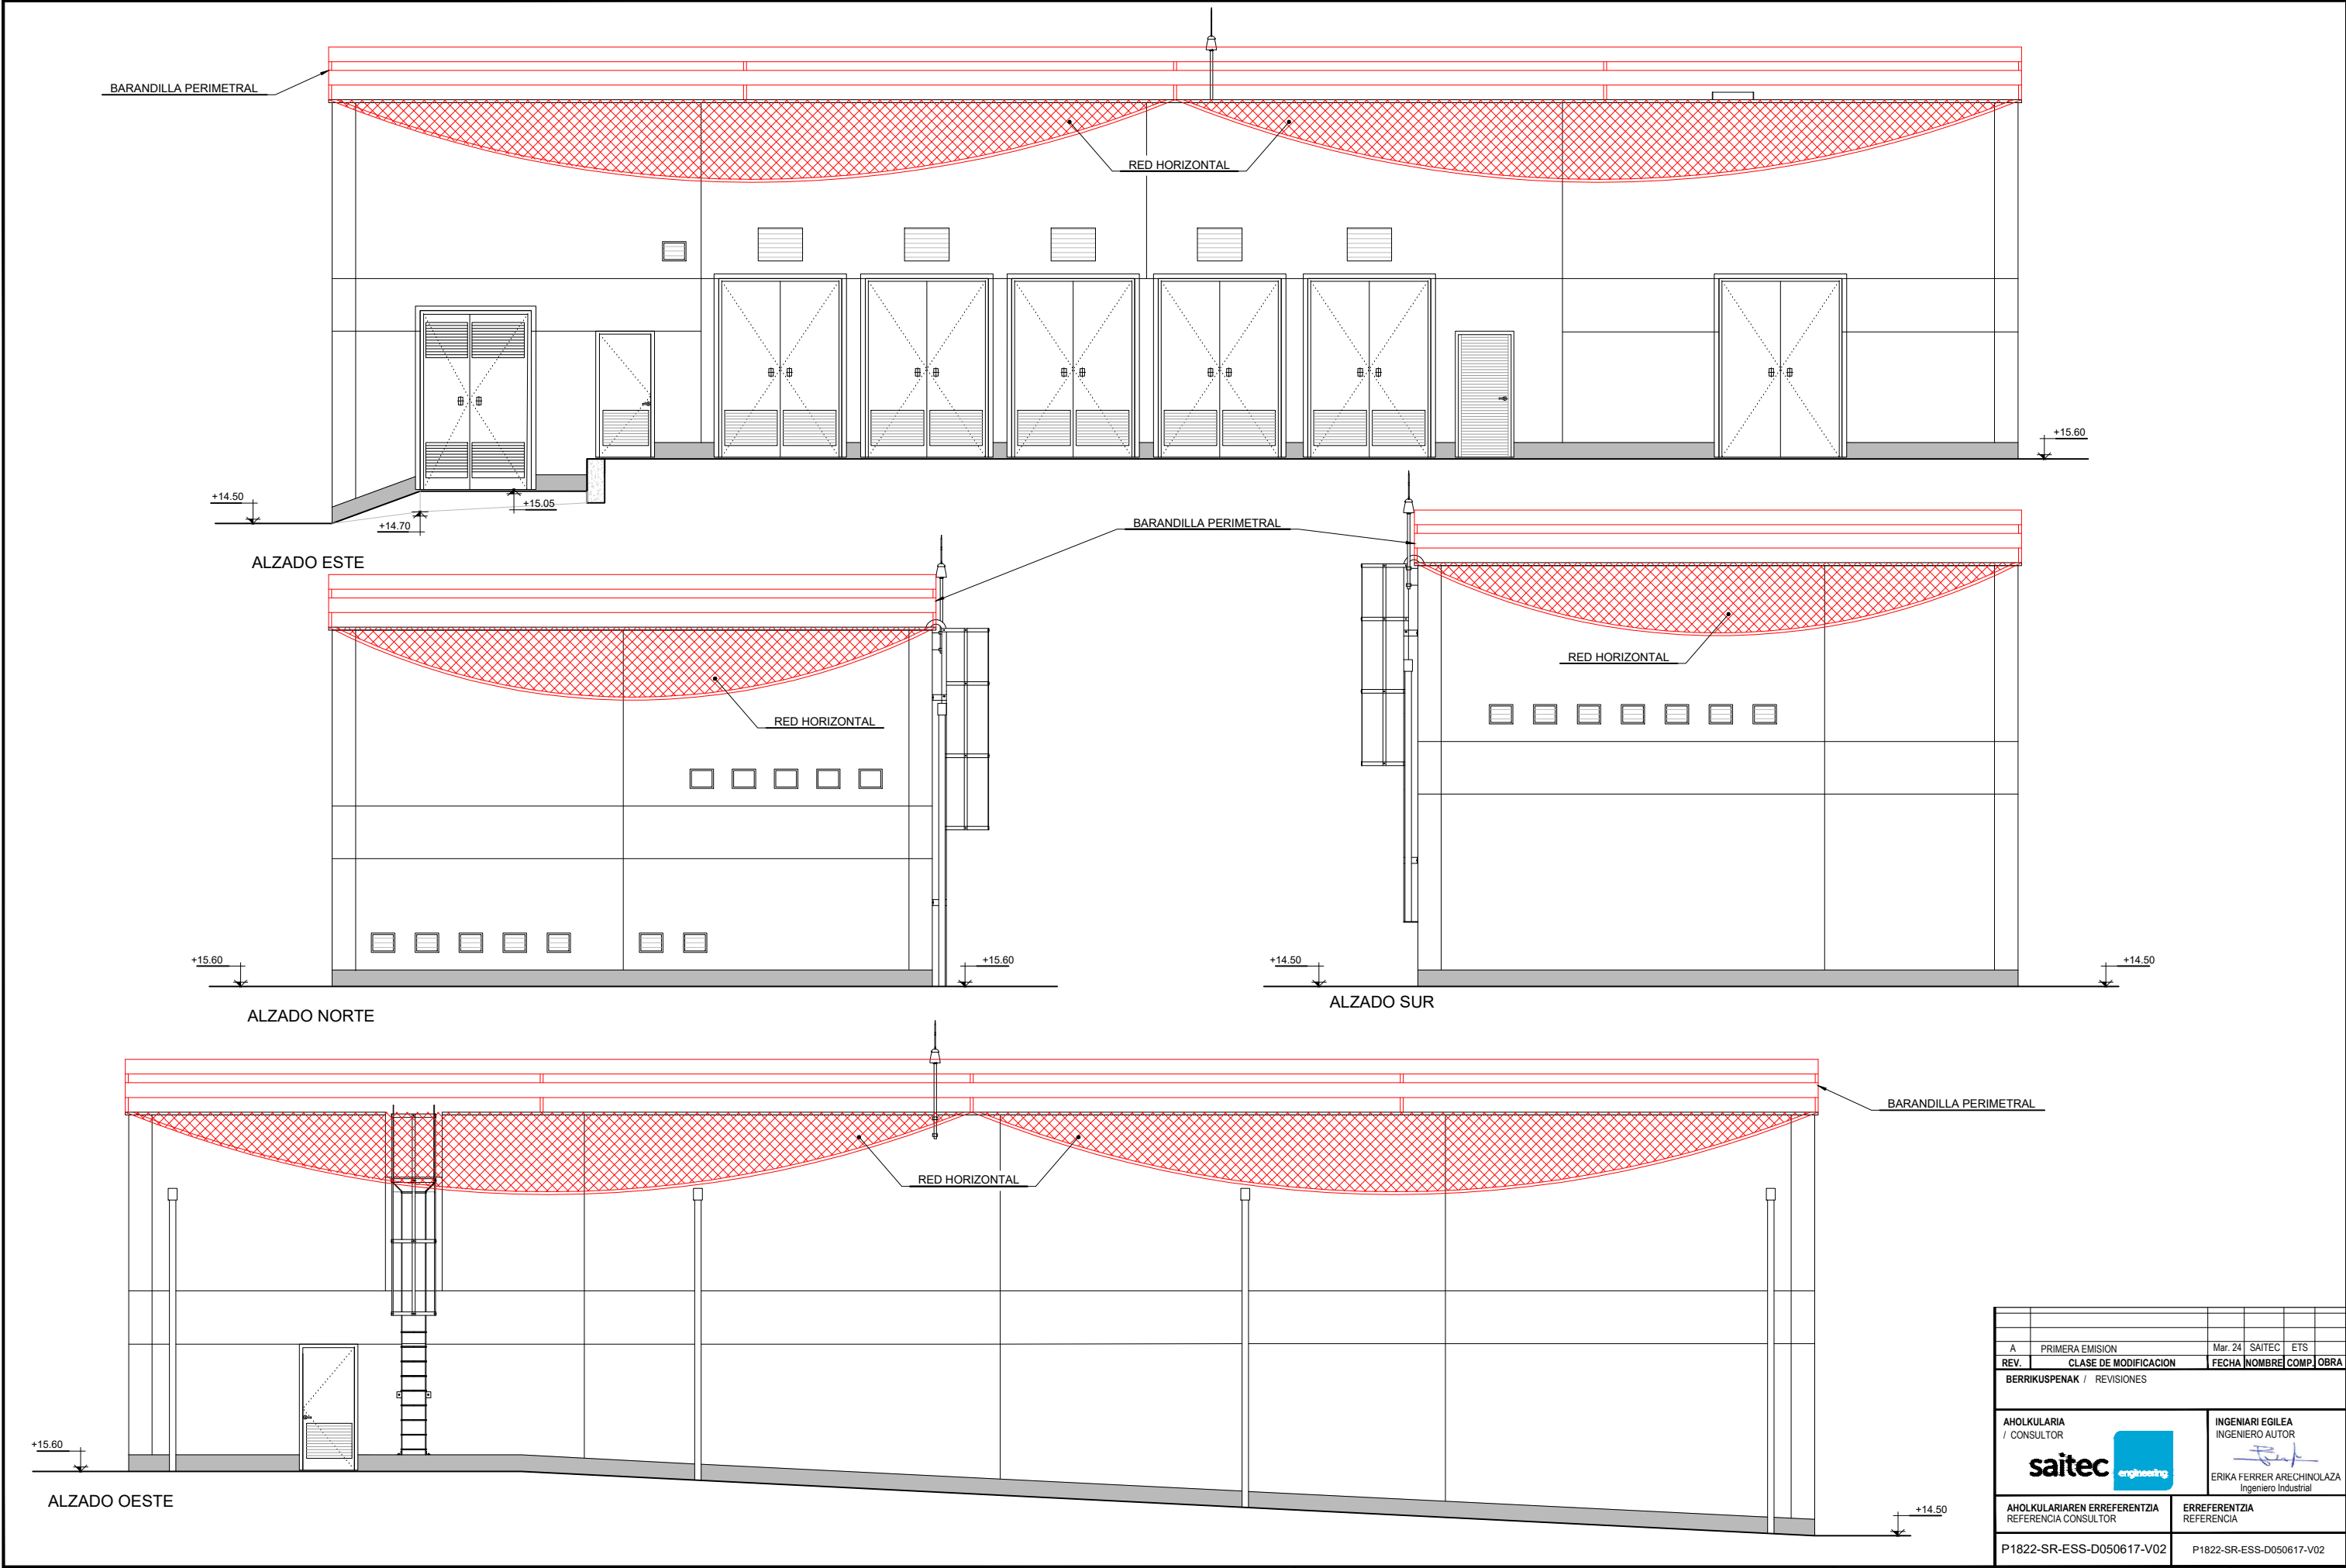 BARANDILLA PERIMETRAL
RED HORIZONTAL
+15.60
+14.50
+15.05
+14.70
ALZADO ESTE
BARANDILLA PERIMETRAL
RED HORIZONTAL
RED HORIZONTAL
+15.60
+15.60
+14.50
+14.50
ALZADO NORTE
ALZADO SUR
BARANDILLA PERIMETRAL
RED HORIZONTAL
+15.60
ALZADO OESTE
+14.50
A PRIMERA EMISION Mar. 24 SAITEC ETS
REV. CLASE DE MODIFICACION FECHA NOMBRE COMP. OBRA
BERRIKUSPENAK / REVISIONES
AHOLKULARIA
/ CONSULTOR
saitec engineering
INGENIARI EGILEA
INGENIERO AUTOR
ERIKA FERRER ARECHINOLAZA
Ingeniero Industrial
AHOLKULARIAREN ERREFERENTZIA
REFERENCIA CONSULTOR
ERREFERENTZIA
REFERENCIA
P1822-SR-ESS-D050617-V02
P1822-SR-ESS-D050617-V02